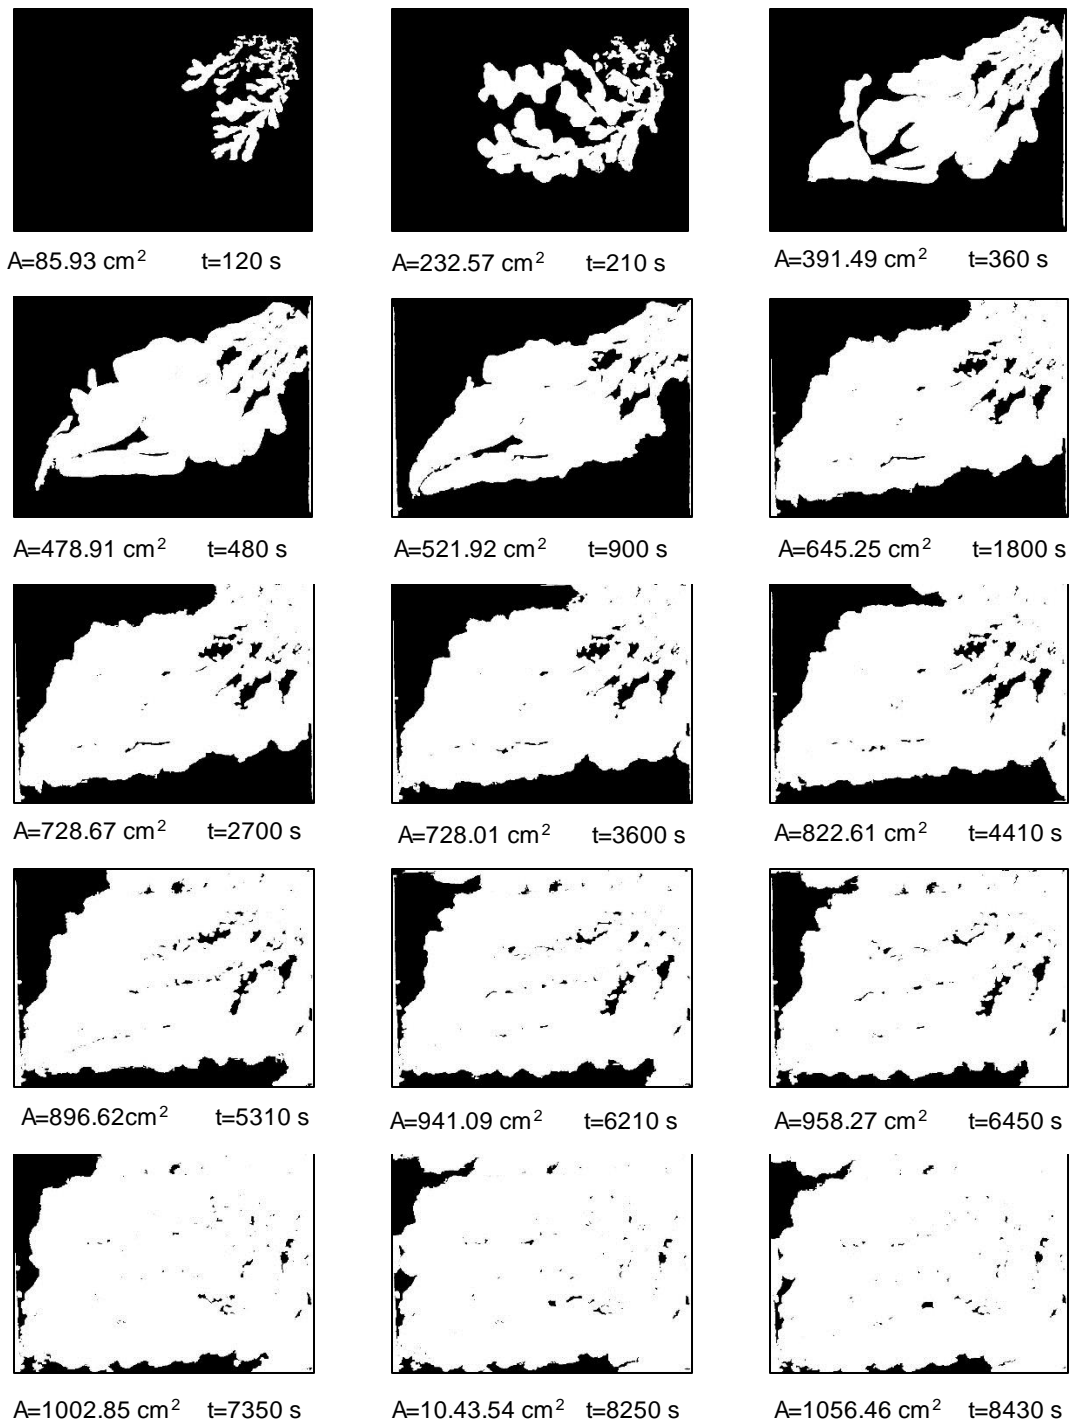 A=85.93 cm² t=120 s
A=232.57 cm² t=210 s
A=391.49 cm² t=360 s
A=478.91 cm² t=480 s
A=521.92 cm² t=900 s
A=645.25 cm² t=1800 s
A=728.67 cm² t=2700 s
A=728.01 cm² t=3600 s
A=822.61 cm² t=4410 s
A=896.62cm² t=5310 s
A=941.09 cm² t=6210 s
A=958.27 cm² t=6450 s
A=1002.85 cm² t=7350 s
A=10.43.54 cm² t=8250 s
A=1056.46 cm² t=8430 s